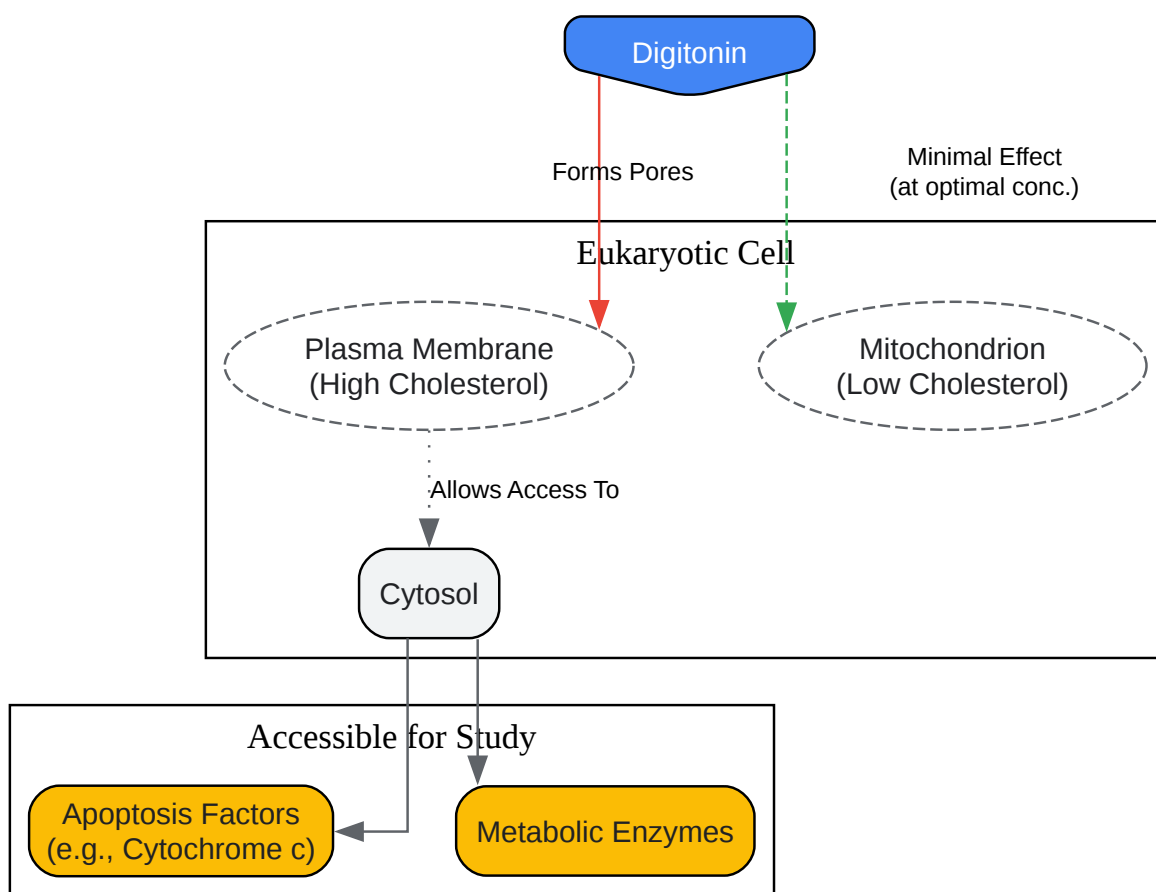 Digitonin
Forms Pores
Minimal Effect
(at optimal conc.)
Eukaryotic Cell
Plasma Membrane
(High Cholesterol)
Mitochondrion
(Low Cholesterol)
Allows Access To
Cytosol
Accessible for Study
Apoptosis Factors
(e.g., Cytochrome c)
Metabolic Enzymes